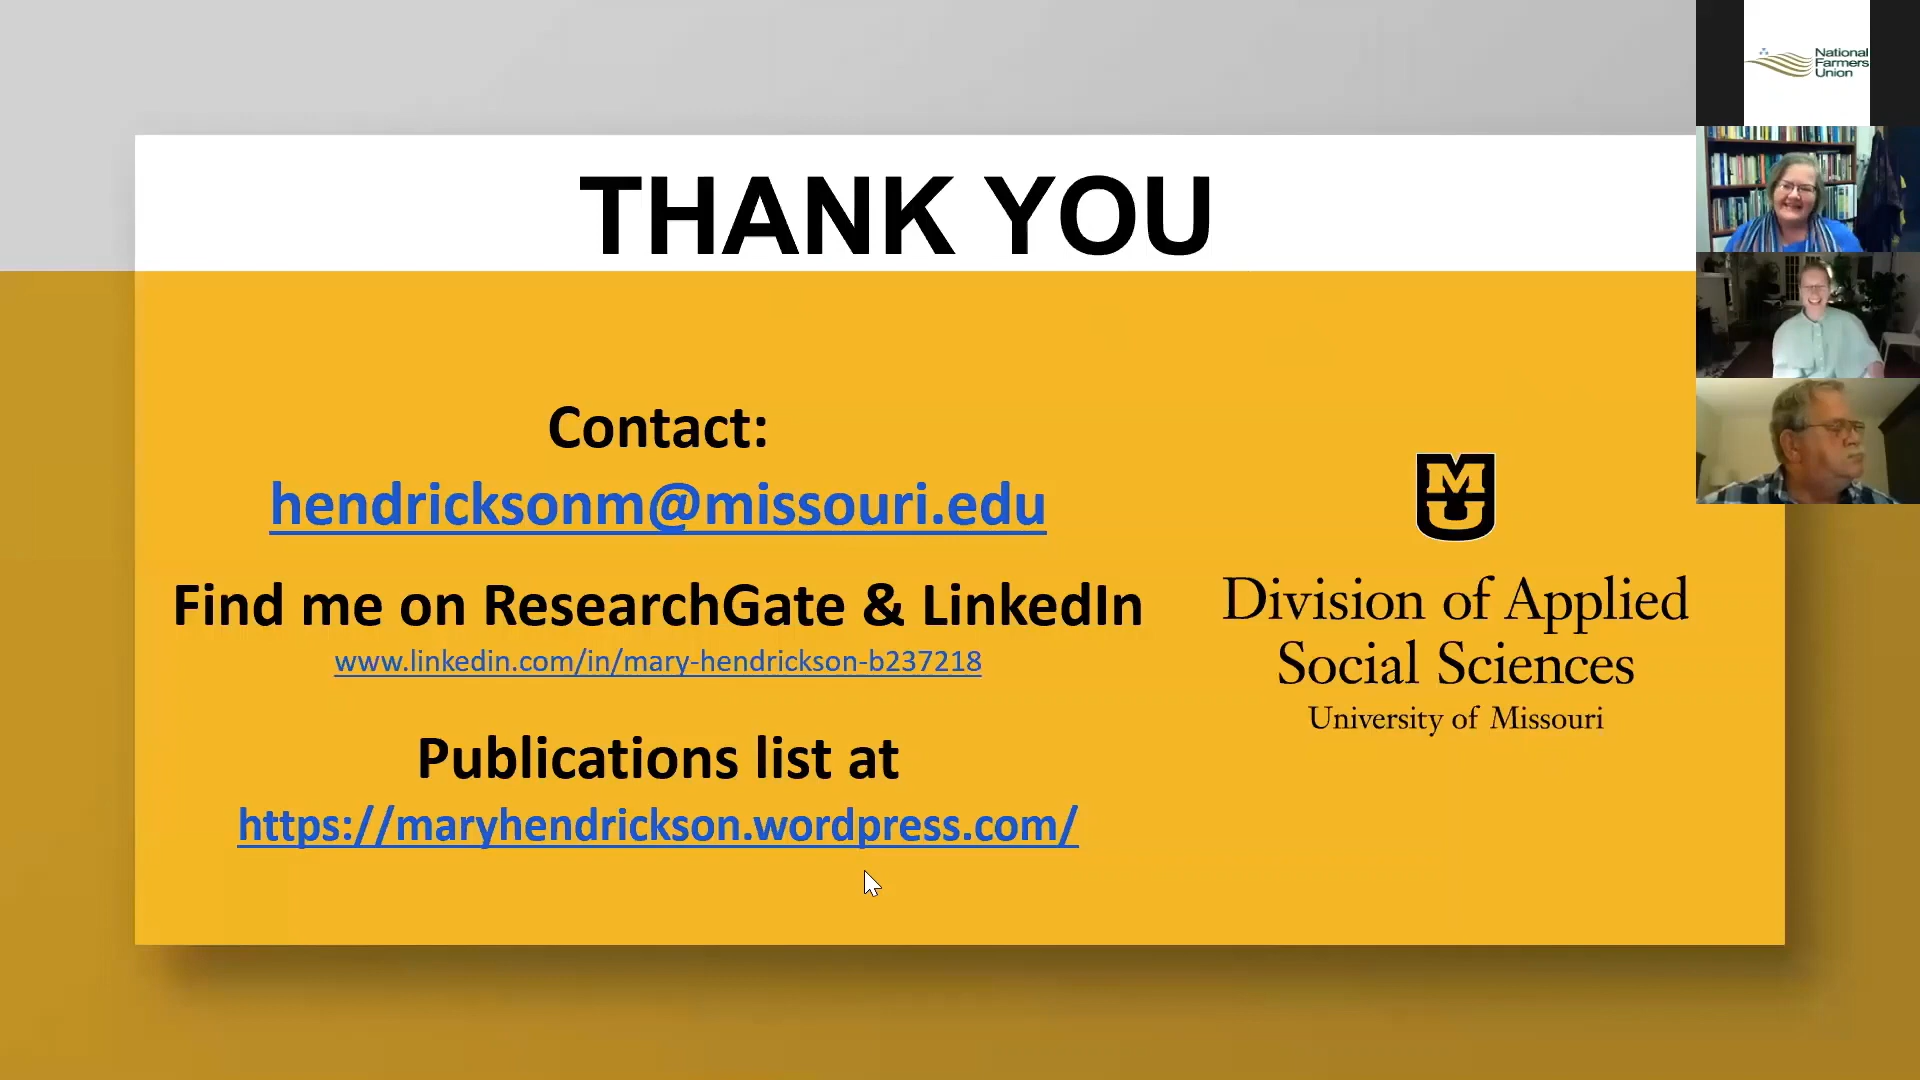 THANK YOU
Contact:
hendricksonm@missouri.edu
Find me on ResearchGate & LinkedIn
www.linkedin.com/in/mary-hendrickson-b237218
Publications list at
https://maryhendrickson.wordpress.com/
MU
Division of Applied
Social Sciences
University of Missouri
National
Farmers
Union